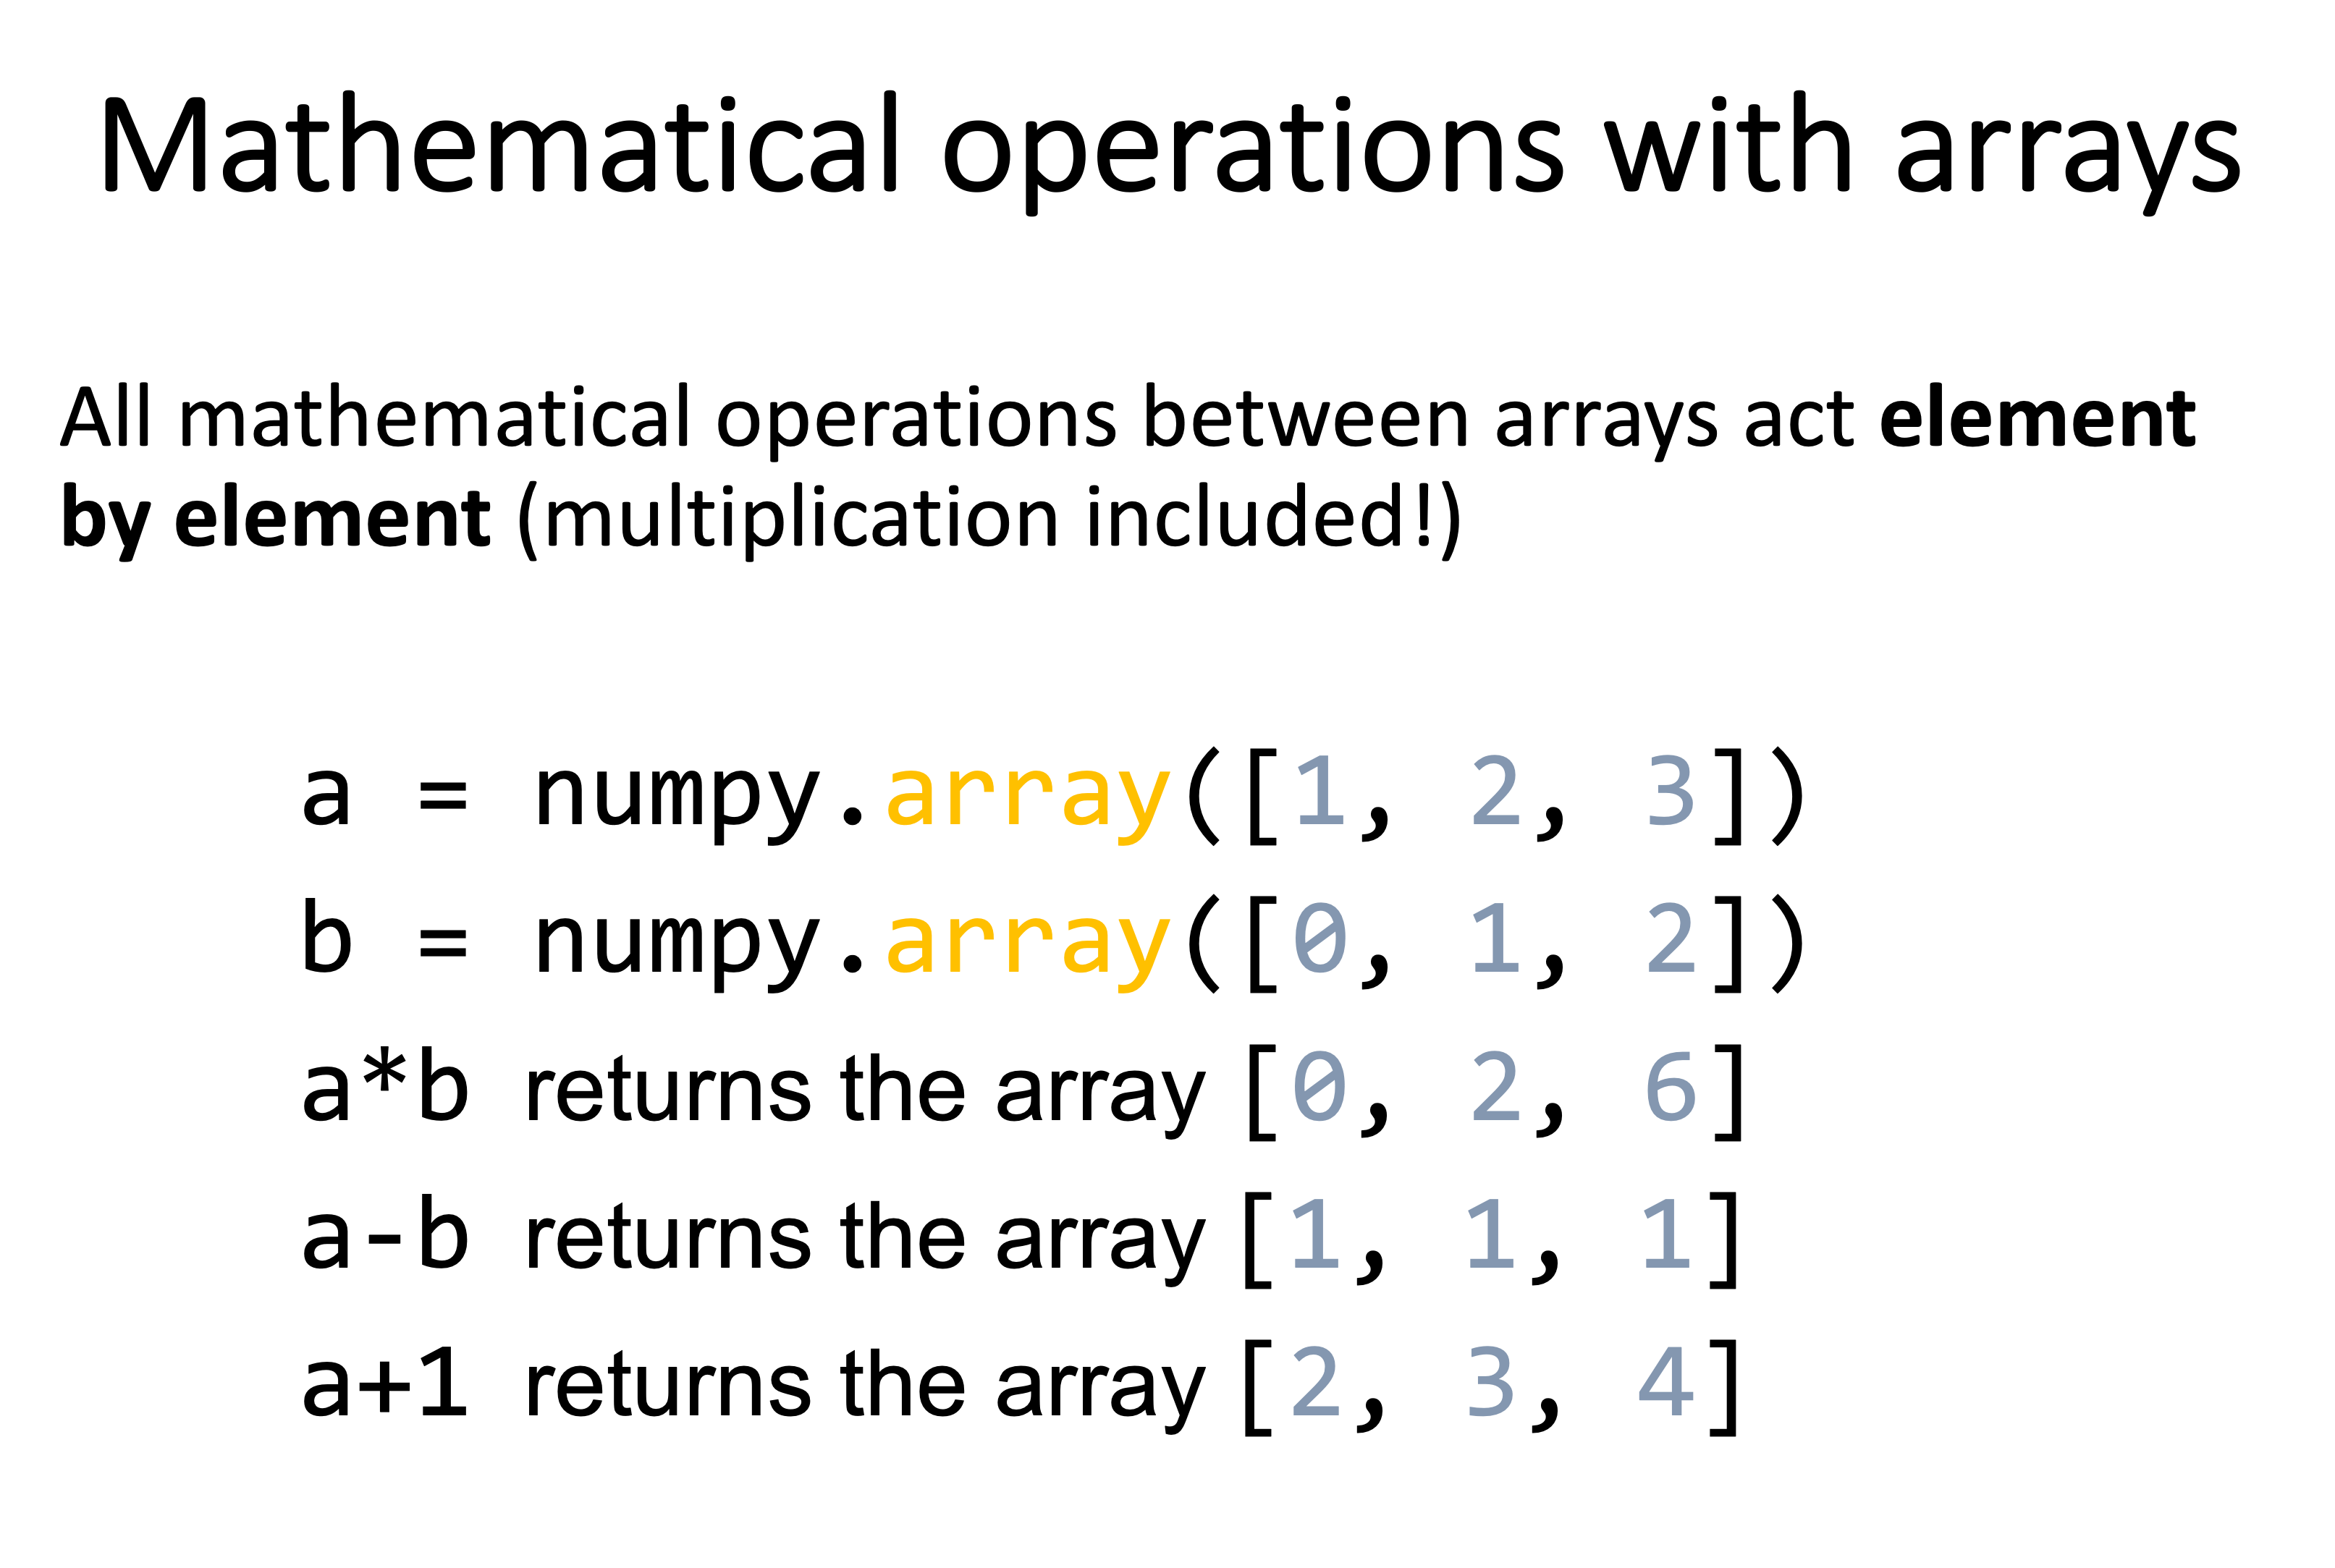 Mathematical operations with arrays
All mathematical operations between arrays act element
by element (multiplication included!)
a = numpy.array([1, 2, 3])
b = numpy.array([0, 1, 2])
a*b returns the array [0, 2, 6]
a-b returns the array [1, 1, 1]
a+1 returns the array [2, 3, 4]